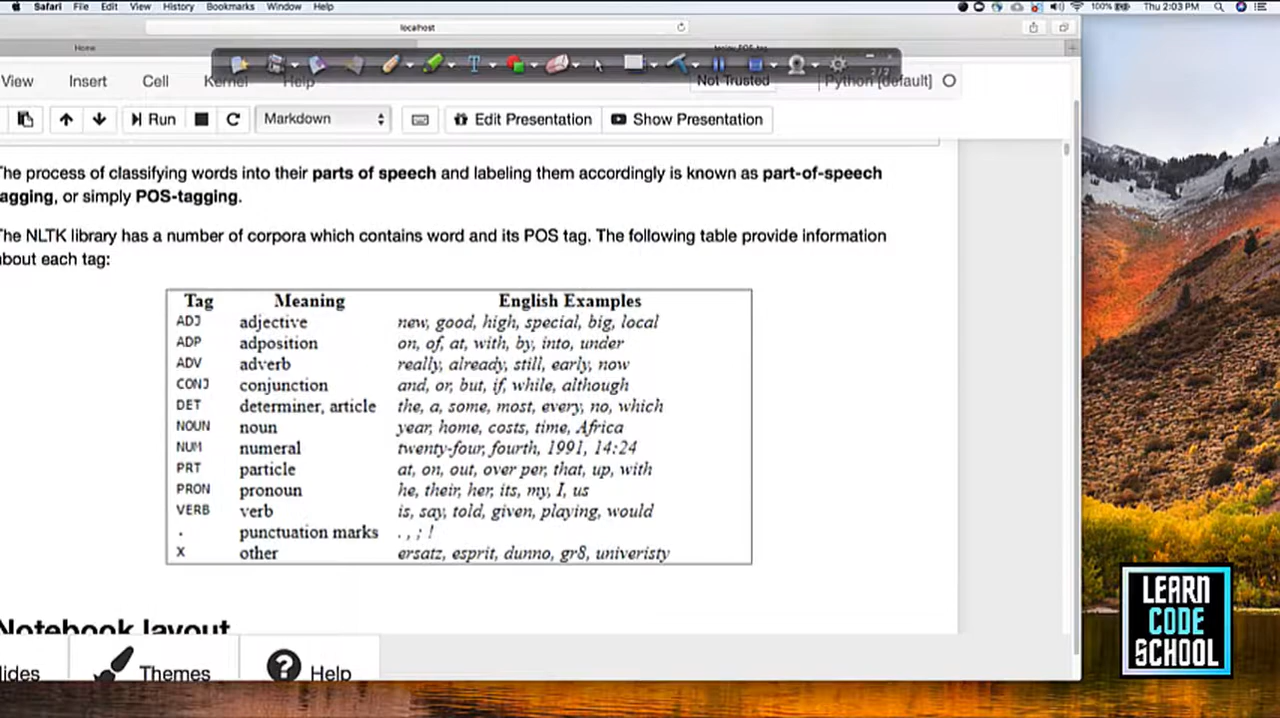 Safari File Edit View History Bookmarks Window Help 100% Thu 2:03 PM
localhost
Home
View Insert Cell Kernel Help Not Trusted Python [default]
Run Markdown Edit Presentation Show Presentation
The process of classifying words into their parts of speech and labeling them accordingly is known as part-of-speech
agging, or simply POS-tagging.
The NLTK library has a number of corpora which contains word and its POS tag. The following table provide information
about each tag:
Tag Meaning English Examples
ADJ adjective new, good, high, special, big, local
ADP adposition on, of, at, with, by, into, under
ADV adverb really, already, still, early, now
CONJ conjunction and, or, but, if, while, although
DET determiner, article the, a, some, most, every, no, which
NOUN noun year, home, costs, time, Africa
NUM numeral twenty-four, fourth, 1991, 14:24
PRT particle at, on, out, over per, that, up, with
PRON pronoun he, their, her, its, my, I, us
VERB verb is, say, told, given, playing, would
. punctuation marks . , ; !
X other ersatz, esprit, dunno, gr8, univeristy
Notebook layout
lides Themes Help
LEARN
CODE
SCHOOL